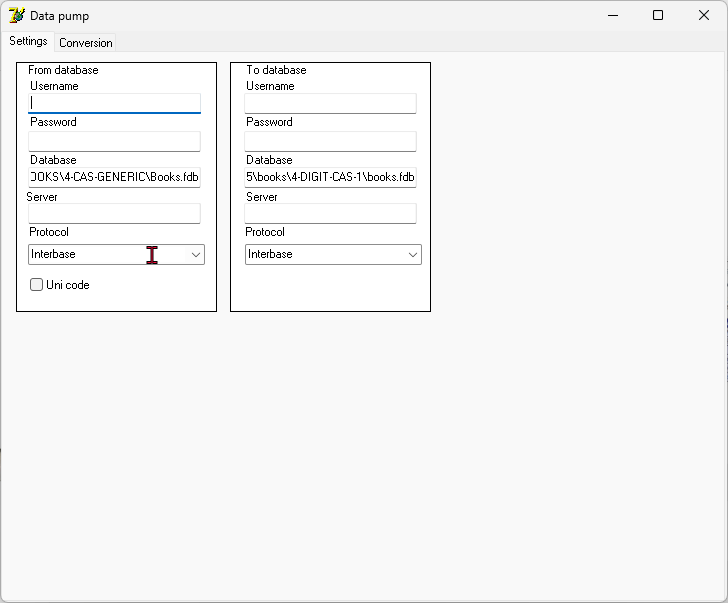 Data pump
Settings
Conversion
From database
Username
Password
Database
OOKS\4-CAS-GENERIC\Books.fdb
Server
Protocol
Interbase
Uni code
To database
Username
Password
Database
5\books\4-DIGIT-CAS-1\books.fdb
Server
Protocol
Interbase